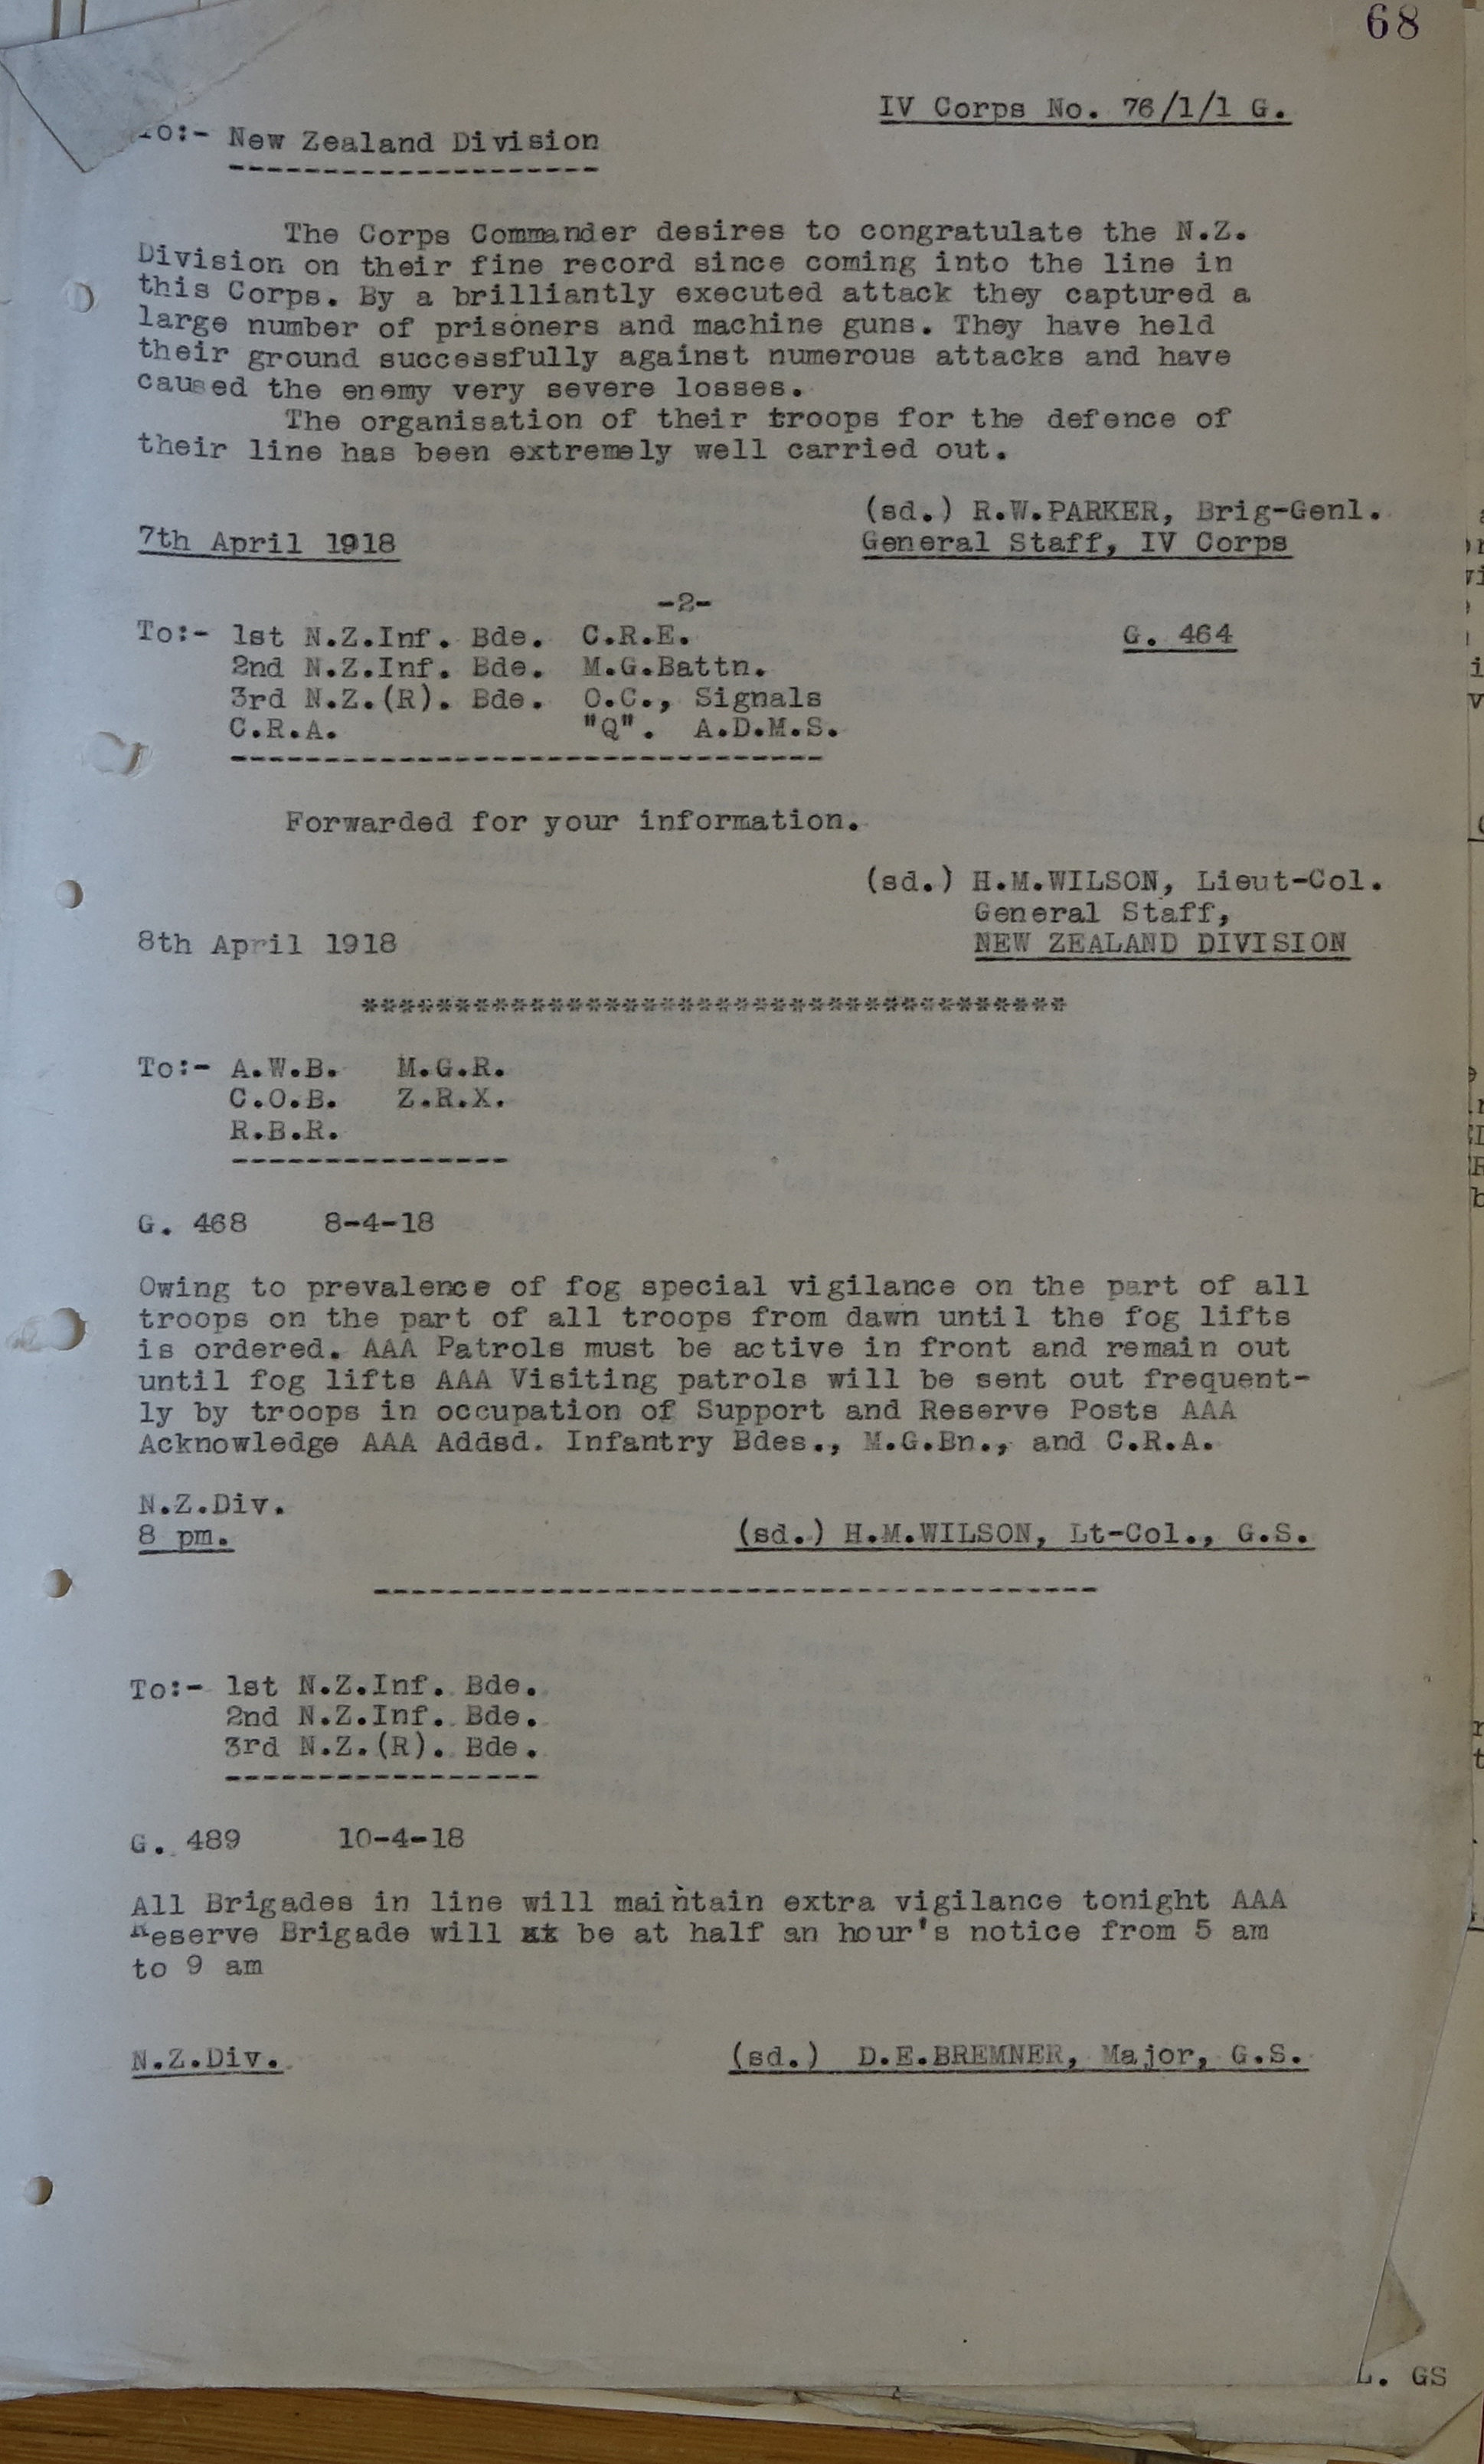 68
IV Corps No. 76/1/1 G.
To:- New Zealand Division
The Corps Commander desires to congratulate the N.Z.
Division on their fine record since coming into the line in
this Corps. By a brilliantly executed attack they captured a
large number of prisoners and machine guns. They have held
their ground successfully against numerous attacks and have
caused the enemy very severe losses.
The organisation of their troops for the defence of
their line has been extremely well carried out.
(sd.) R.W.PARKER, Brig-Genl.
7th April 1918 General Staff, IV Corps
-2-
To:- 1st N.Z.Inf. Bde. C.R.E. G. 464
2nd N.Z.Inf. Bde. M.G.Battn.
3rd N.Z.(R). Bde. O.C., Signals
C.R.A. "Q". A.D.M.S.
Forwarded for your information.
(sd.) H.M.WILSON, Lieut-Col.
General Staff,
8th April 1918 NEW ZEALAND DIVISION
**************************************
To:- A.W.B. M.G.R.
C.O.B. Z.R.X.
R.B.R.
G. 468 8-4-18
Owing to prevalence of fog special vigilance on the part of all
troops on the part of all troops from dawn until the fog lifts
is ordered. AAA Patrols must be active in front and remain out
until fog lifts AAA Visiting patrols will be sent out frequent-
ly by troops in occupation of Support and Reserve Posts AAA
Acknowledge AAA Addsd. Infantry Bdes., M.G.Bn., and C.R.A.
N.Z.Div.
8 pm. (sd.) H.M.WILSON, Lt-Col., G.S.
To:- 1st N.Z.Inf. Bde.
2nd N.Z.Inf. Bde.
3rd N.Z.(R). Bde.
G. 489 10-4-18
All Brigades in line will maintain extra vigilance tonight AAA
Reserve Brigade will be at half an hour's notice from 5 am
to 9 am
N.Z.Div. (sd.) D.E.BREMNER, Major, G.S.
GS